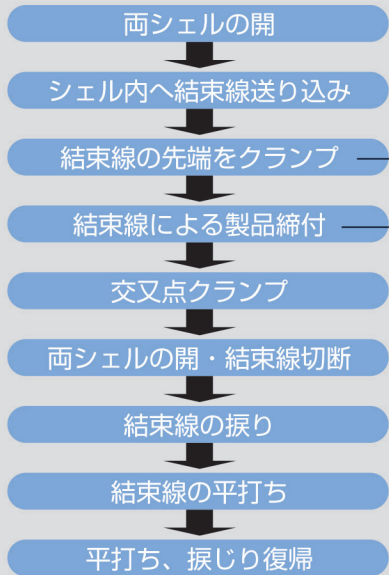 両シェルの開
シェル内へ結束線送り込み
結束線の先端をクランプ
結束線による製品締付
交又点クランプ
両シェルの開・結束線切断
結束線の捩り
結束線の平打ち
平打ち、捩じり復帰